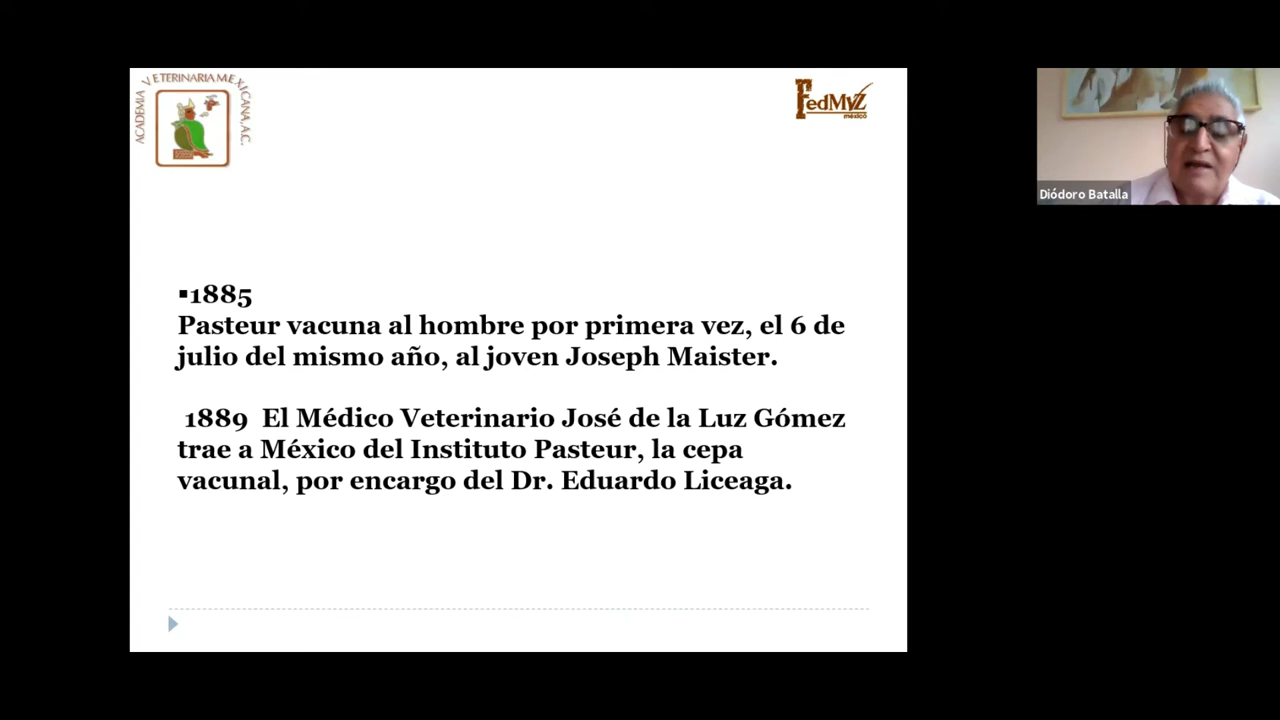 ACADEMIA VETERINARIA MEXICANA, A.C.
FedMVZ
méxico
Diódoro Batalla
▪1885
Pasteur vacuna al hombre por primera vez, el 6 de
julio del mismo año, al joven Joseph Maister.
1889 El Médico Veterinario José de la Luz Gómez
trae a México del Instituto Pasteur, la cepa
vacunal, por encargo del Dr. Eduardo Liceaga.